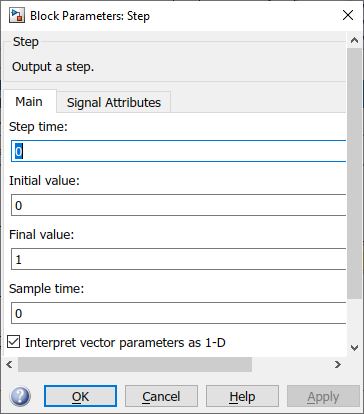 Block Parameters: Step
Step
Output a step.
Main
Signal Attributes
Step time:
0
Initial value:
0
Final value:
1
Sample time:
0
Interpret vector parameters as 1-D
?
OK
Cancel
Help
Apply